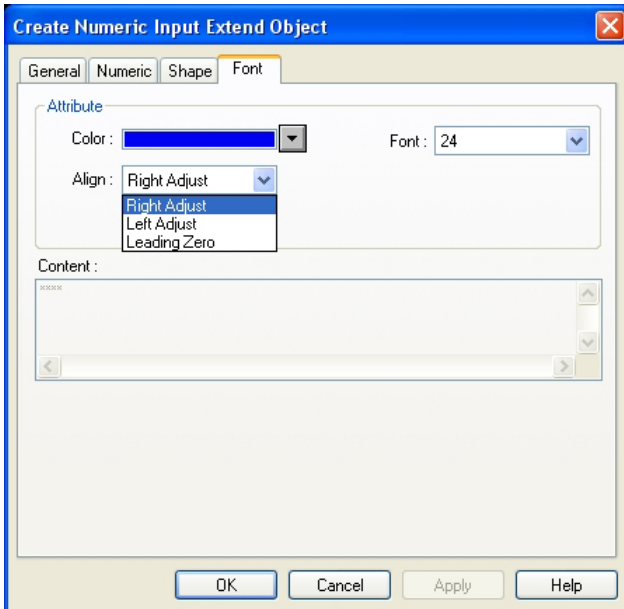 Create Numeric Input Extend Object
General Numeric Shape Font
Attribute
Color : Font : 24
Align : Right Adjust
Right Adjust
Left Adjust
Leading Zero
Content :
xxxx
OK Cancel Apply Help